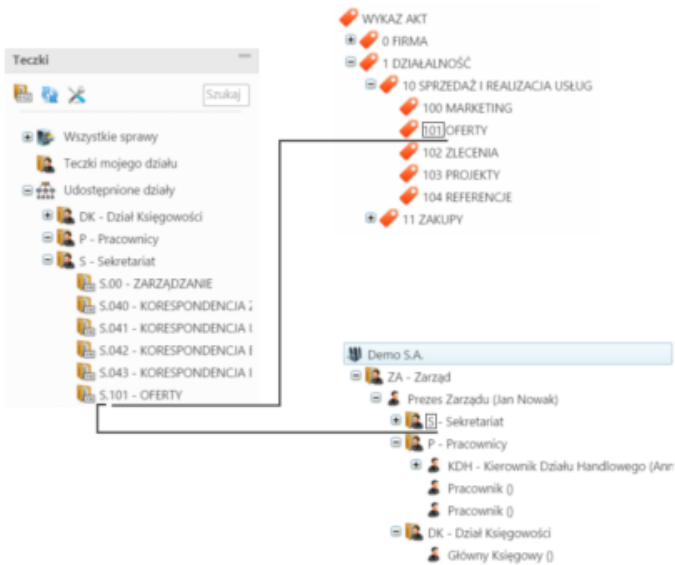 Teczki
Szukaj
Wszystkie sprawy
Teczki mojego działu
Udostępnione działy
DK - Dział Księgowości
P - Pracownicy
S - Sekretariat
S.00 - ZARZĄDZANIE
S.040 - KORESPONDENCJA
S.041 - KORESPONDENCJA
S.042 - KORESPONDENCJA
S.043 - KORESPONDENCJA
S.101 - OFERTY
WYKAZ AKT
0 FIRMA
1 DZIAŁALNOŚĆ
10 SPRZEDAŻ I REALIZACJA USŁUG
100 MARKETING
101 OFERTY
102 ZLECENIA
103 PROJEKTY
104 REFERENCJE
11 ZAKUPY
Demo S.A.
ZA - Zarząd
Prezes Zarządu (Jan Nowak)
S - Sekretariat
P - Pracownicy
KDH - Kierownik Działu Handlowego (Anr
Pracownik ()
Pracownik ()
DK - Dział Księgowości
Główny Księgowy ()